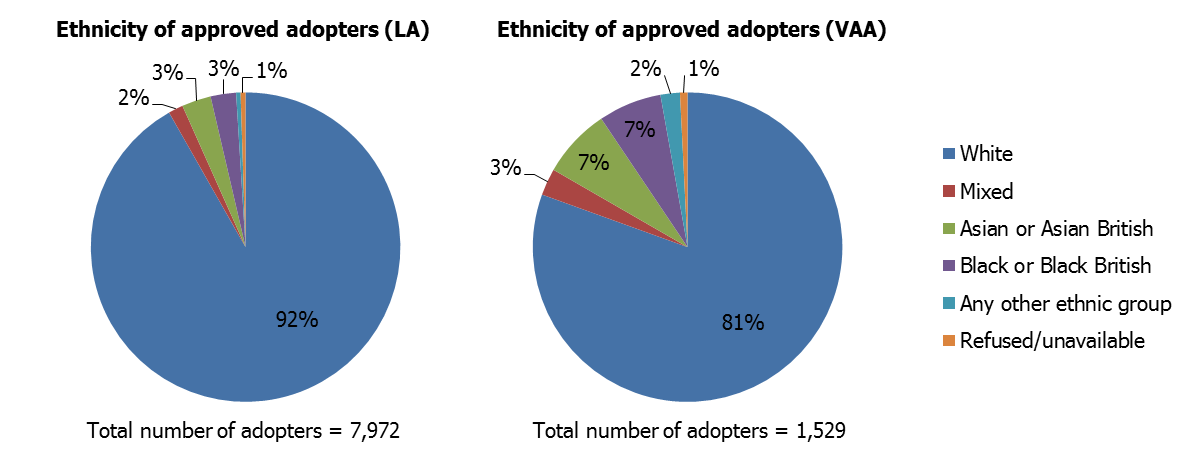 Ethnicity of approved adopters (LA)
3%
3%
1%
2%
92%
Total number of adopters = 7,972
Ethnicity of approved adopters (VAA)
2%
1%
7%
7%
3%
81%
Total number of adopters = 1,529
White
Mixed
Asian or Asian British
Black or Black British
Any other ethnic group
Refused/unavailable